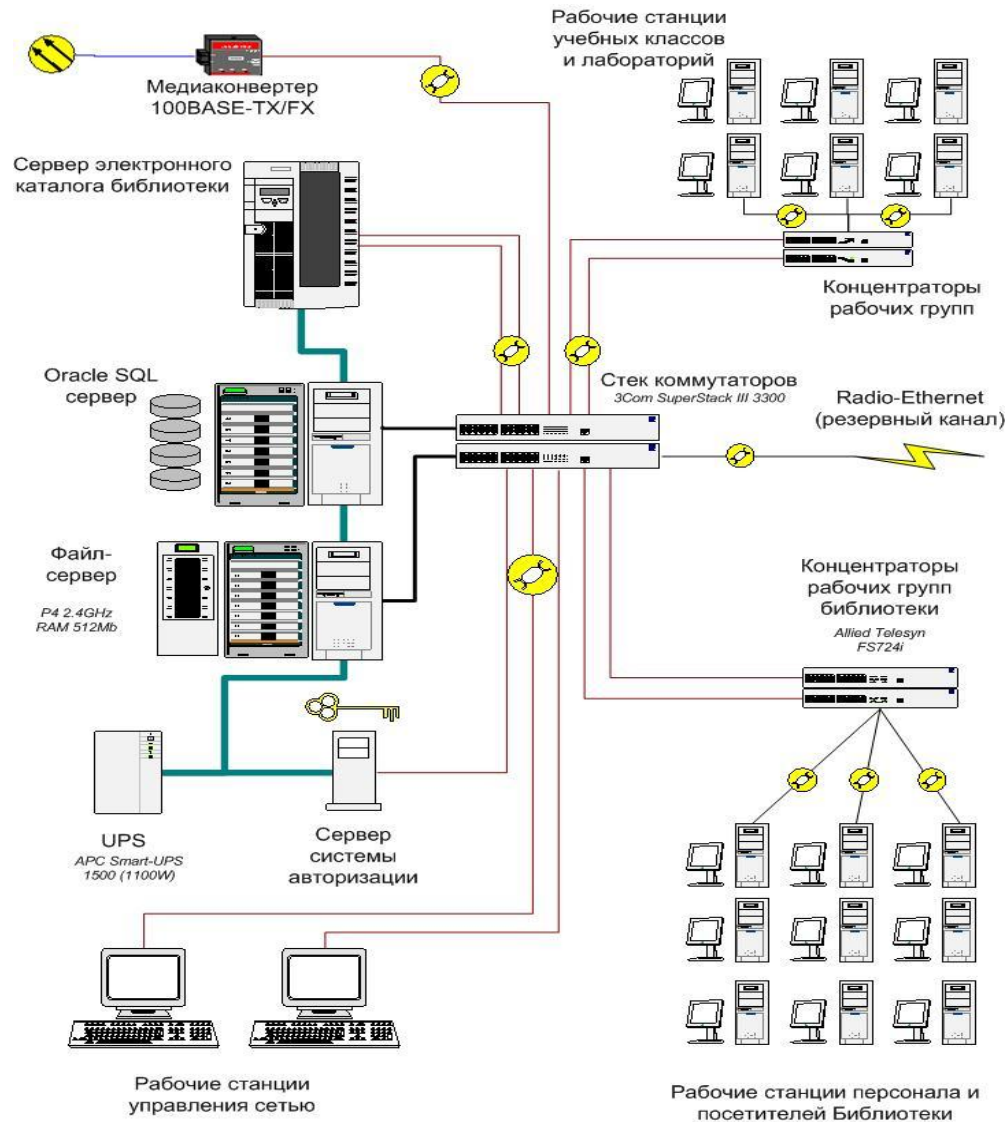 Рабочие станции
учебных классов
и лабораторий
Медиаконвертер
100BASE-TX/FX
Сервер электронного
каталога библиотеки
Концентраторы
рабочих групп
Oracle SQL
сервер
Стек коммутаторов
3Com SuperStack III 3300
Radio-Ethernet
(резервный канал)
Файл-
сервер
P4 2.4GHz
RAM 512Mb
Концентраторы
рабочих групп
библиотеки
Allied Telesyn
FS724i
UPS
APC Smart-UPS
1500 (1100W)
Сервер
системы
авторизации
Рабочие станции
управления сетью
Рабочие станции персонала и
посетителей Библиотеки